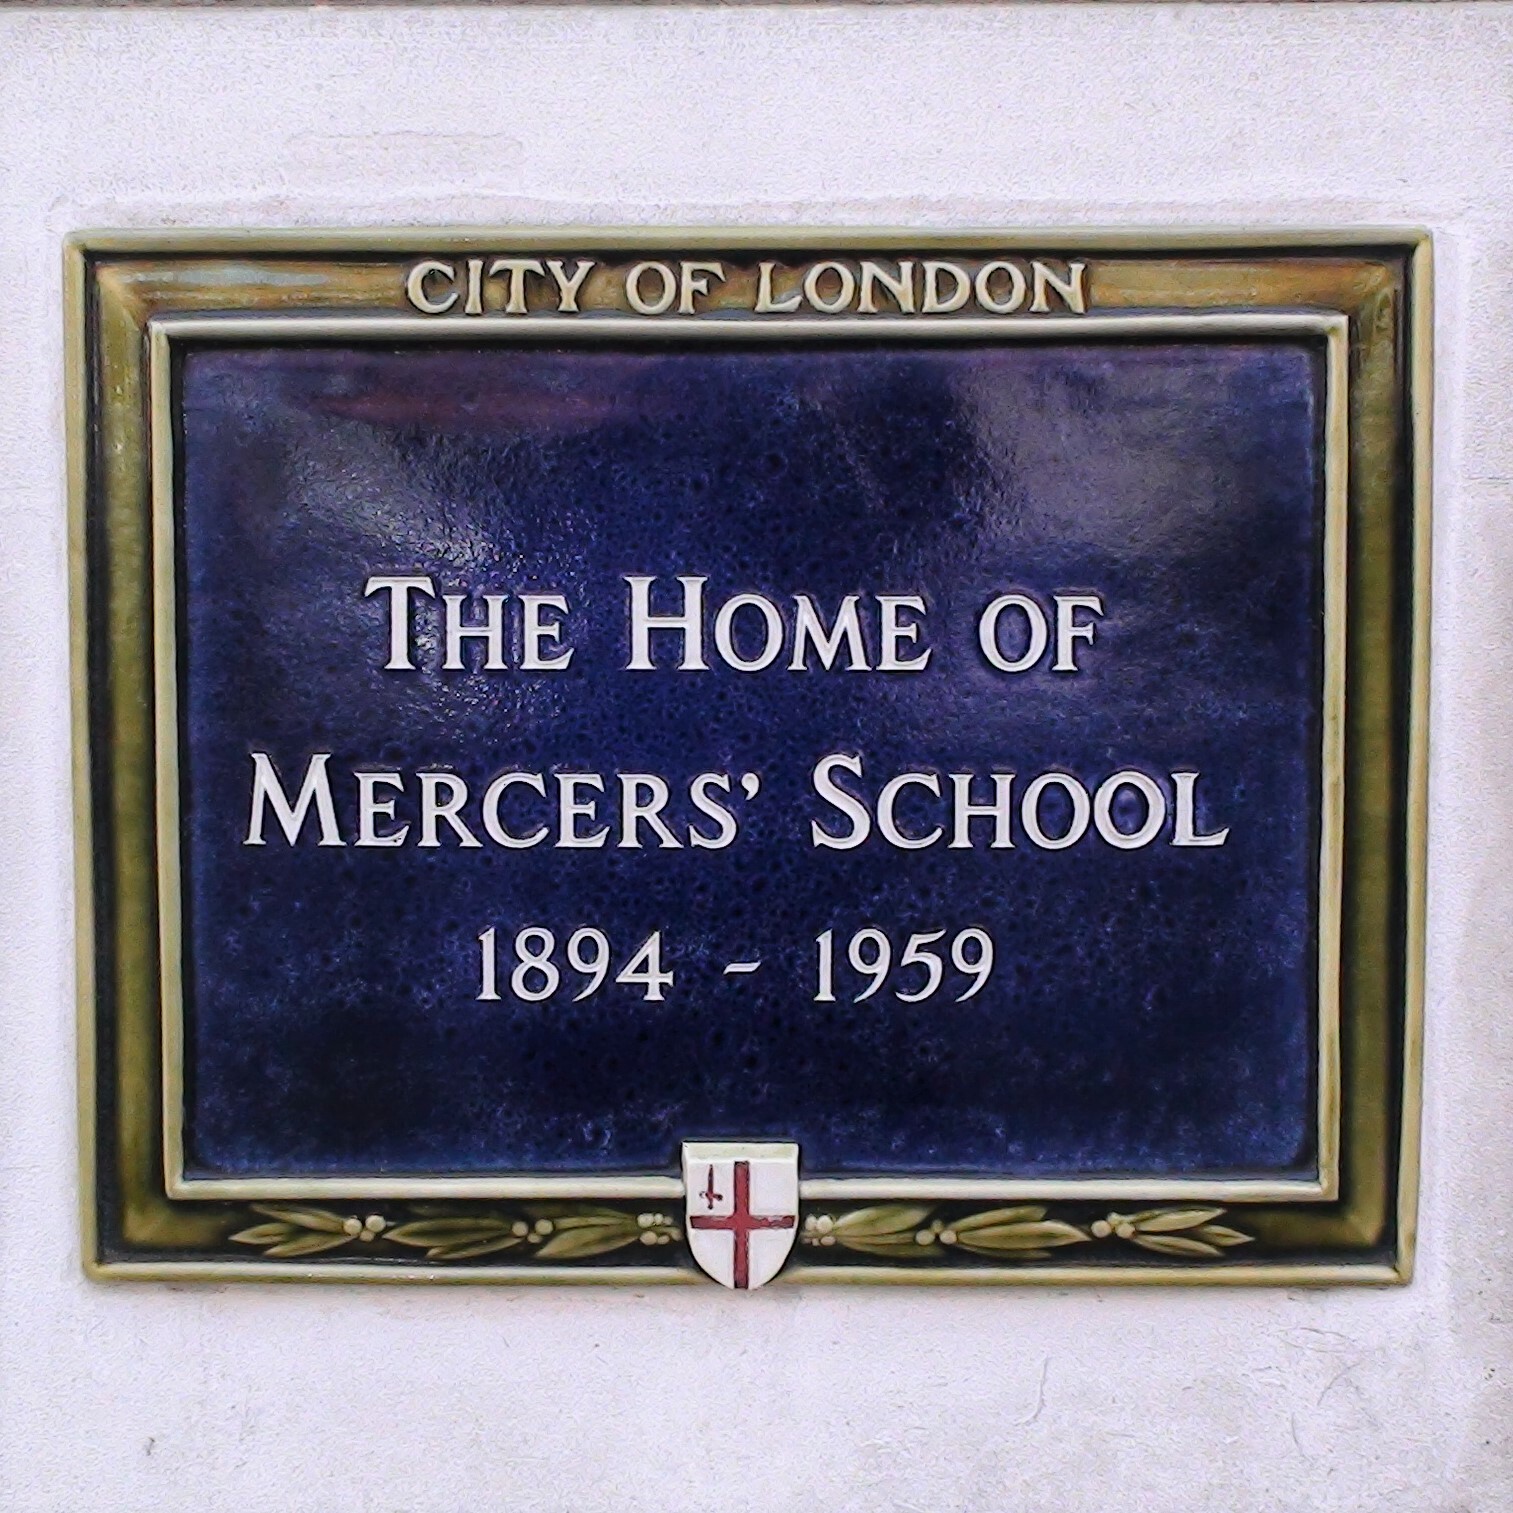 CITY OF LONDON
THE HOME OF
MERCERS' SCHOOL
1894 - 1959